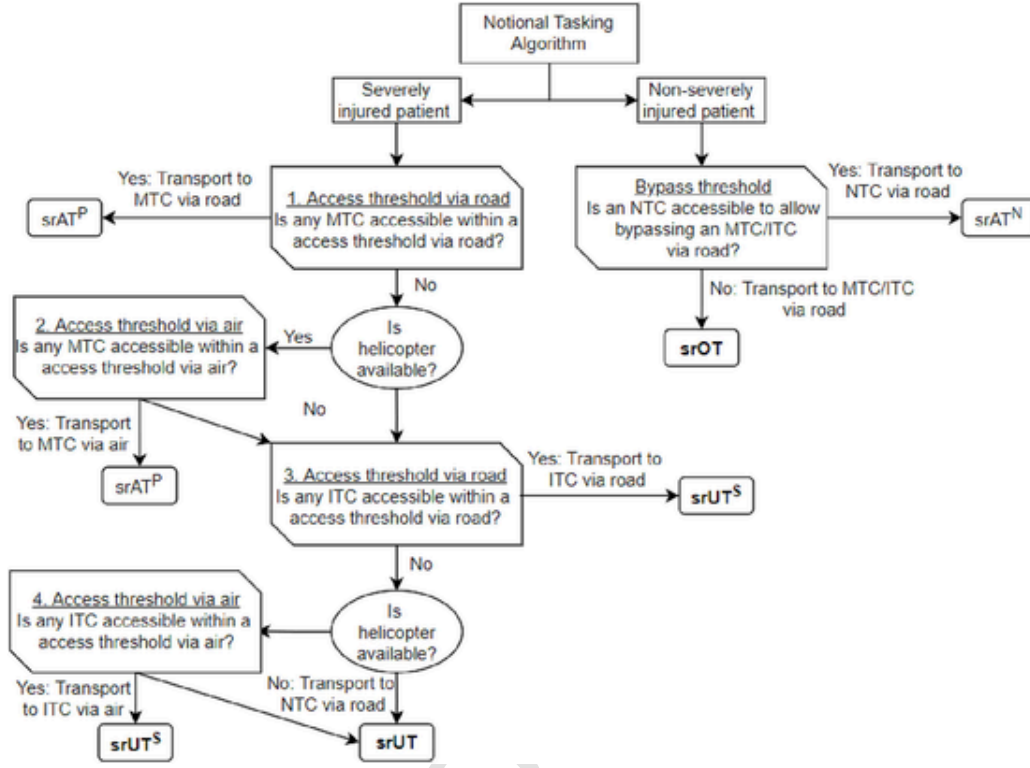 Notional Tasking
Algorithm
Severely
injured patient
Non-severely
injured patient
Yes: Transport to
MTC via road
srATᴾ
1. Access threshold via road
Is any MTC accessible within a
access threshold via road?
Bypass threshold
Is an NTC accessible to allow
bypassing an MTC/ITC
via road?
Yes: Transport to
NTC via road
srATᴺ
No
No: Transport to MTC/ITC
via road
srOT
2. Access threshold via air
Is any MTC accessible within a
access threshold via air?
Yes
Is
helicopter
available?
No
Yes: Transport
to MTC via air
srATᴾ
3. Access threshold via road
Is any ITC accessible within a
access threshold via road?
Yes: Transport to
ITC via road
srUTˢ
No
4. Access threshold via air
Is any ITC accessible within a
access threshold via air?
Is
helicopter
available?
Yes: Transport
to ITC via air
No: Transport to
NTC via road
srUTˢ
srUT